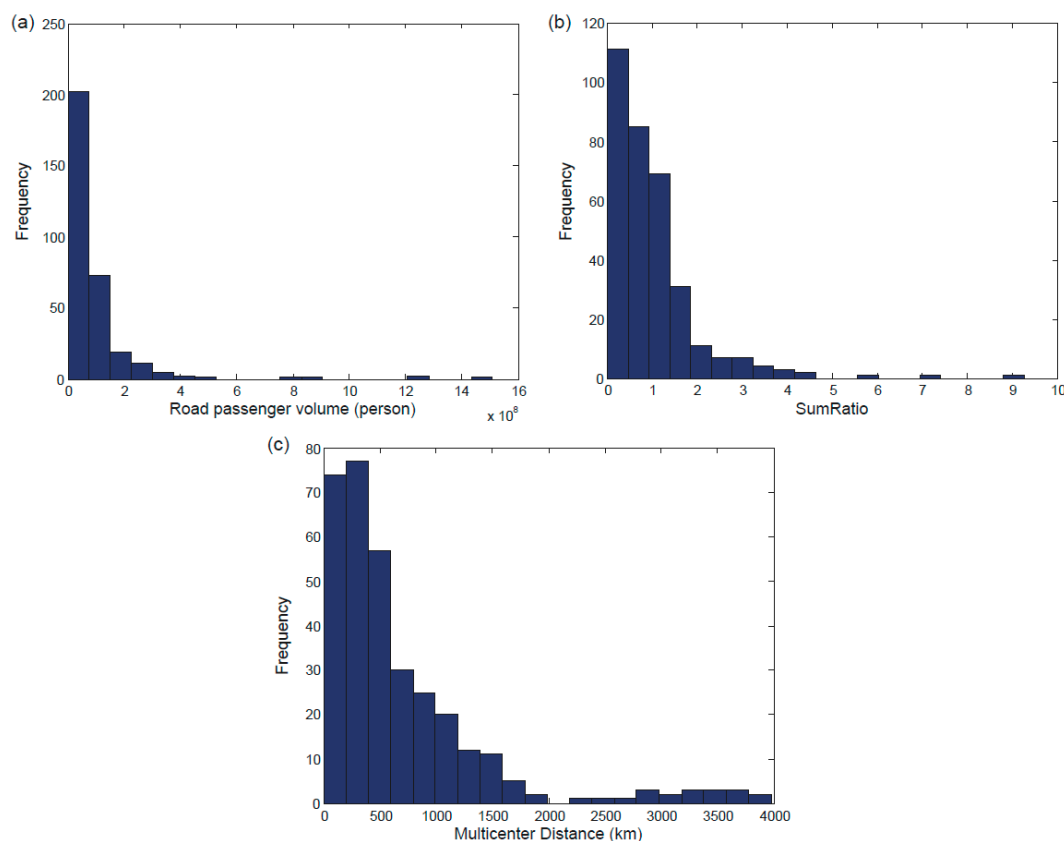 (a)
250
200
150
100
50
0
Frequency
0 2 4 6 8 10 12 14 16
Road passenger volume (person)
x 10^8
(b)
120
100
80
60
40
20
0
Frequency
0 1 2 3 4 5 6 7 8 9 10
SumRatio
(c)
80
70
60
50
40
30
20
10
0
Frequency
0 500 1000 1500 2000 2500 3000 3500 4000
Multicenter Distance (km)